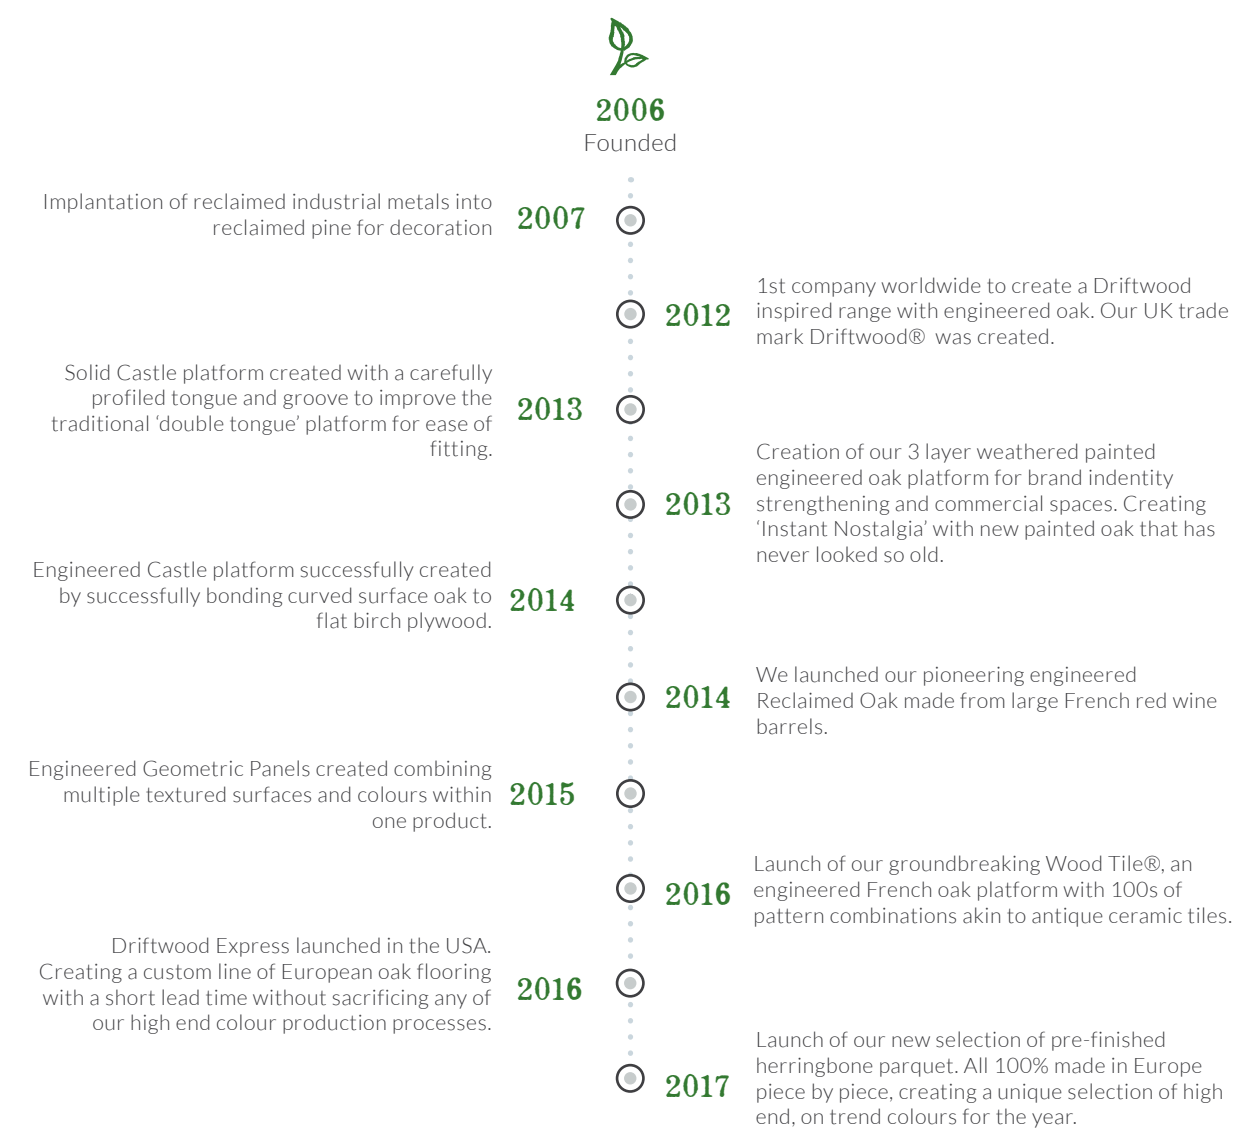 2006
Founded
Implantation of reclaimed industrial metals into
reclaimed pine for decoration
2007
1st company worldwide to create a Driftwood
inspired range with engineered oak. Our UK trade
mark Driftwood® was created.
2012
Solid Castle platform created with a carefully
profiled tongue and groove to improve the
traditional ‘double tongue’ platform for ease of
fitting.
2013
Creation of our 3 layer weathered painted
engineered oak platform for brand indentity
strengthening and commercial spaces. Creating
‘Instant Nostalgia’ with new painted oak that has
never looked so old.
2013
Engineered Castle platform successfully created
by successfully bonding curved surface oak to
flat birch plywood.
2014
We launched our pioneering engineered
Reclaimed Oak made from large French red wine
barrels.
2014
Engineered Geometric Panels created combining
multiple textured surfaces and colours within
one product.
2015
Launch of our groundbreaking Wood Tile®, an
engineered French oak platform with 100s of
pattern combinations akin to antique ceramic tiles.
2016
Driftwood Express launched in the USA.
Creating a custom line of European oak flooring
with a short lead time without sacrificing any of
our high end colour production processes.
2016
Launch of our new selection of pre-finished
herringbone parquet. All 100% made in Europe
piece by piece, creating a unique selection of high
end, on trend colours for the year.
2017